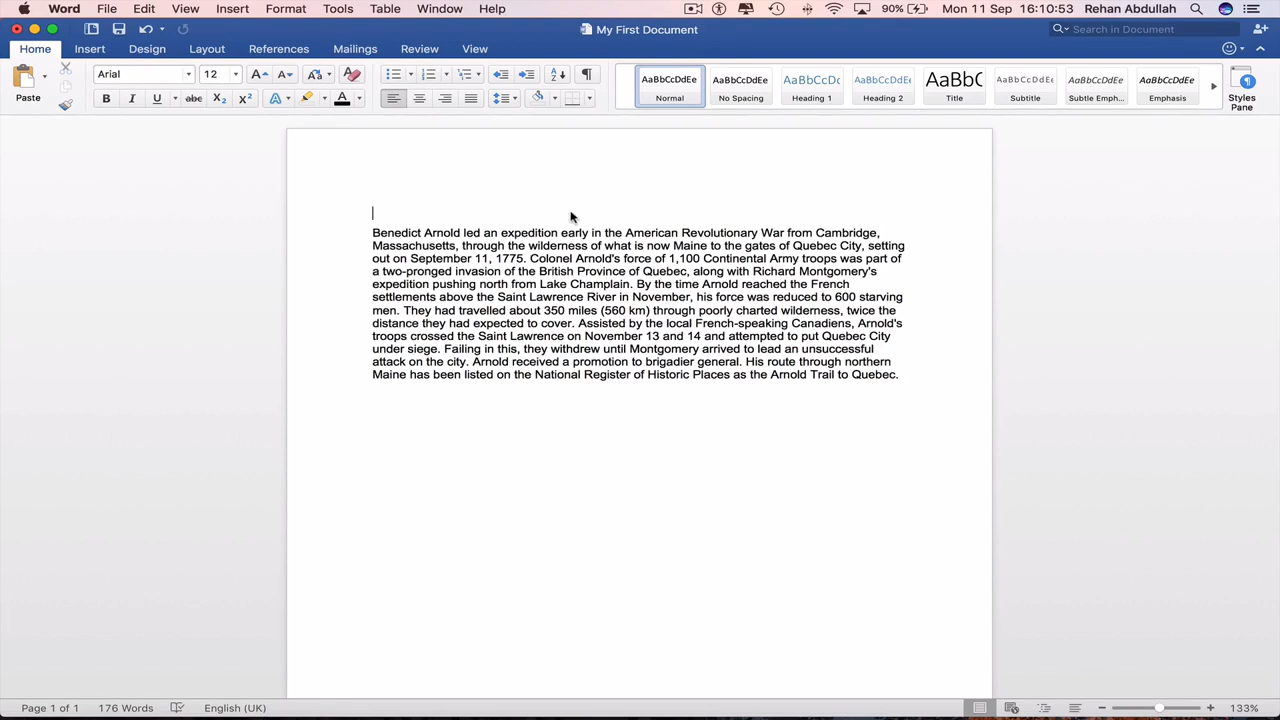 Word File Edit View Insert Format Tools Table Window Help 90% Mon 11 Sep 16:10:53 Rehan Abdullah
My First Document Search in Document
Home Insert Design Layout References Mailings Review View
Arial 12
Paste
B I U abc X₂ X² A A
AaBbCcDdEe AaBbCcDdEe AaBbCcDc AaBbCcDdEe AaBbC AaBbCcDdEe AaBbCcDdEe AaBbCcDdEe
Normal No Spacing Heading 1 Heading 2 Title Subtitle Subtle Emph... Emphasis Styles Pane
Benedict Arnold led an expedition early in the American Revolutionary War from Cambridge,
Massachusetts, through the wilderness of what is now Maine to the gates of Quebec City, setting
out on September 11, 1775. Colonel Arnold's force of 1,100 Continental Army troops was part of
a two-pronged invasion of the British Province of Quebec, along with Richard Montgomery's
expedition pushing north from Lake Champlain. By the time Arnold reached the French
settlements above the Saint Lawrence River in November, his force was reduced to 600 starving
men. They had travelled about 350 miles (560 km) through poorly charted wilderness, twice the
distance they had expected to cover. Assisted by the local French-speaking Canadiens, Arnold's
troops crossed the Saint Lawrence on November 13 and 14 and attempted to put Quebec City
under siege. Failing in this, they withdrew until Montgomery arrived to lead an unsuccessful
attack on the city. Arnold received a promotion to brigadier general. His route through northern
Maine has been listed on the National Register of Historic Places as the Arnold Trail to Quebec.
Page 1 of 1 176 Words English (UK) 133%